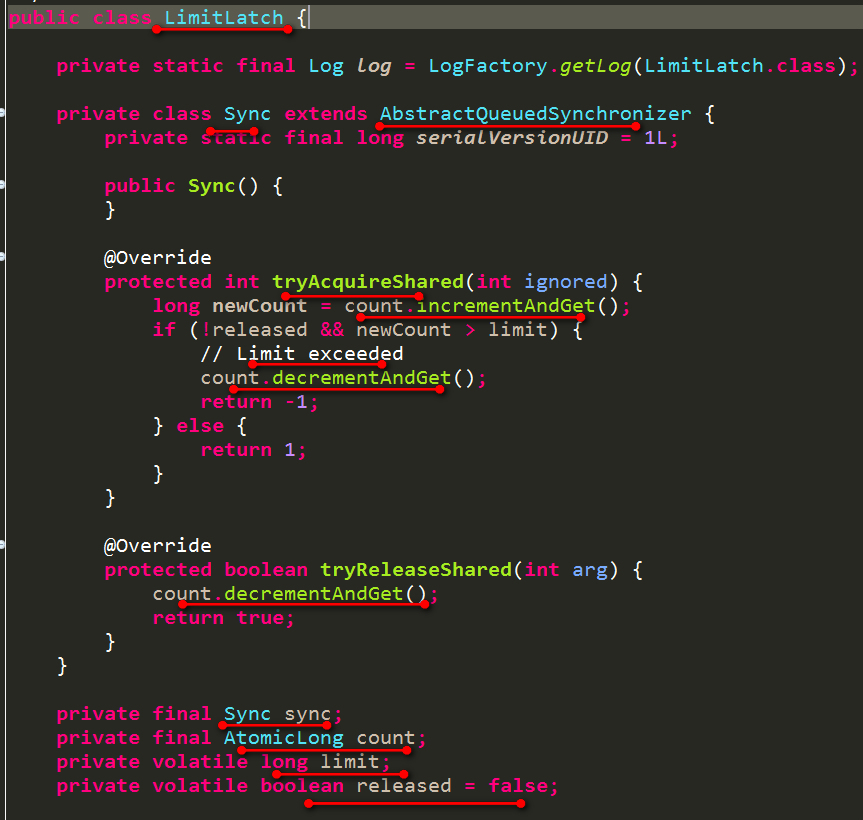 public class LimitLatch {
private static final Log log = LogFactory.getLog(LimitLatch.class);
private class Sync extends AbstractQueuedSynchronizer {
private static final long serialVersionUID = 1L;
public Sync() {
}
@Override
protected int tryAcquireShared(int ignored) {
long newCount = count.incrementAndGet();
if (!released && newCount > limit) {
// Limit exceeded
count.decrementAndGet();
return -1;
} else {
return 1;
}
}
@Override
protected boolean tryReleaseShared(int arg) {
count.decrementAndGet();
return true;
}
}
private final Sync sync;
private final AtomicLong count;
private volatile long limit;
private volatile boolean released = false;